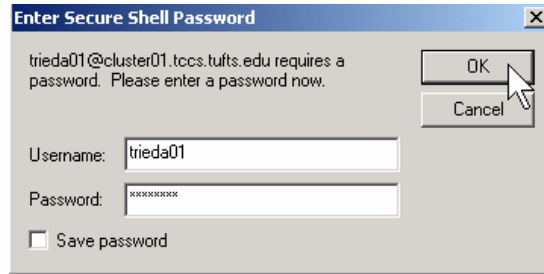 Enter Secure Shell Password
trieda01@cluster01.tccs.tufts.edu requires a
password.  Please enter a password now.
OK
Cancel
Username: trieda01
Password: ********
Save password